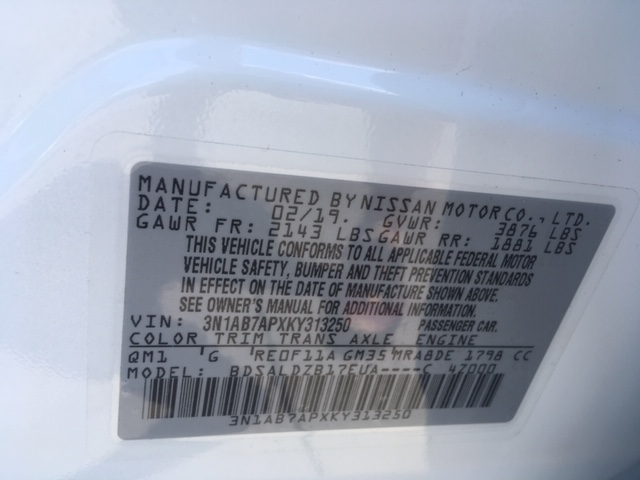 MANUFACTURED BY NISSAN MOTOR CO., LTD.
DATE: 02/19. GVWR: 3876 LBS
GAWR FR: 2143 LBS GAWR RR: 1881 LBS
THIS VEHICLE CONFORMS TO ALL APPLICABLE FEDERAL MOTOR
VEHICLE SAFETY, BUMPER AND THEFT PREVENTION STANDARDS
IN EFFECT ON THE DATE OF MANUFACTURE SHOWN ABOVE.
SEE OWNER'S MANUAL FOR ADDITIONAL INFORMATION.
VIN: 3N1AB7APXKY313250 PASSENGER CAR.
COLOR TRIM TRANS AXLE ENGINE
QM1 G RE0F11A GM35 MRA8DE 1798 CC
MODEL: BDSALDZB17EUA----C 4Z000
3N1AB7APXKY313250